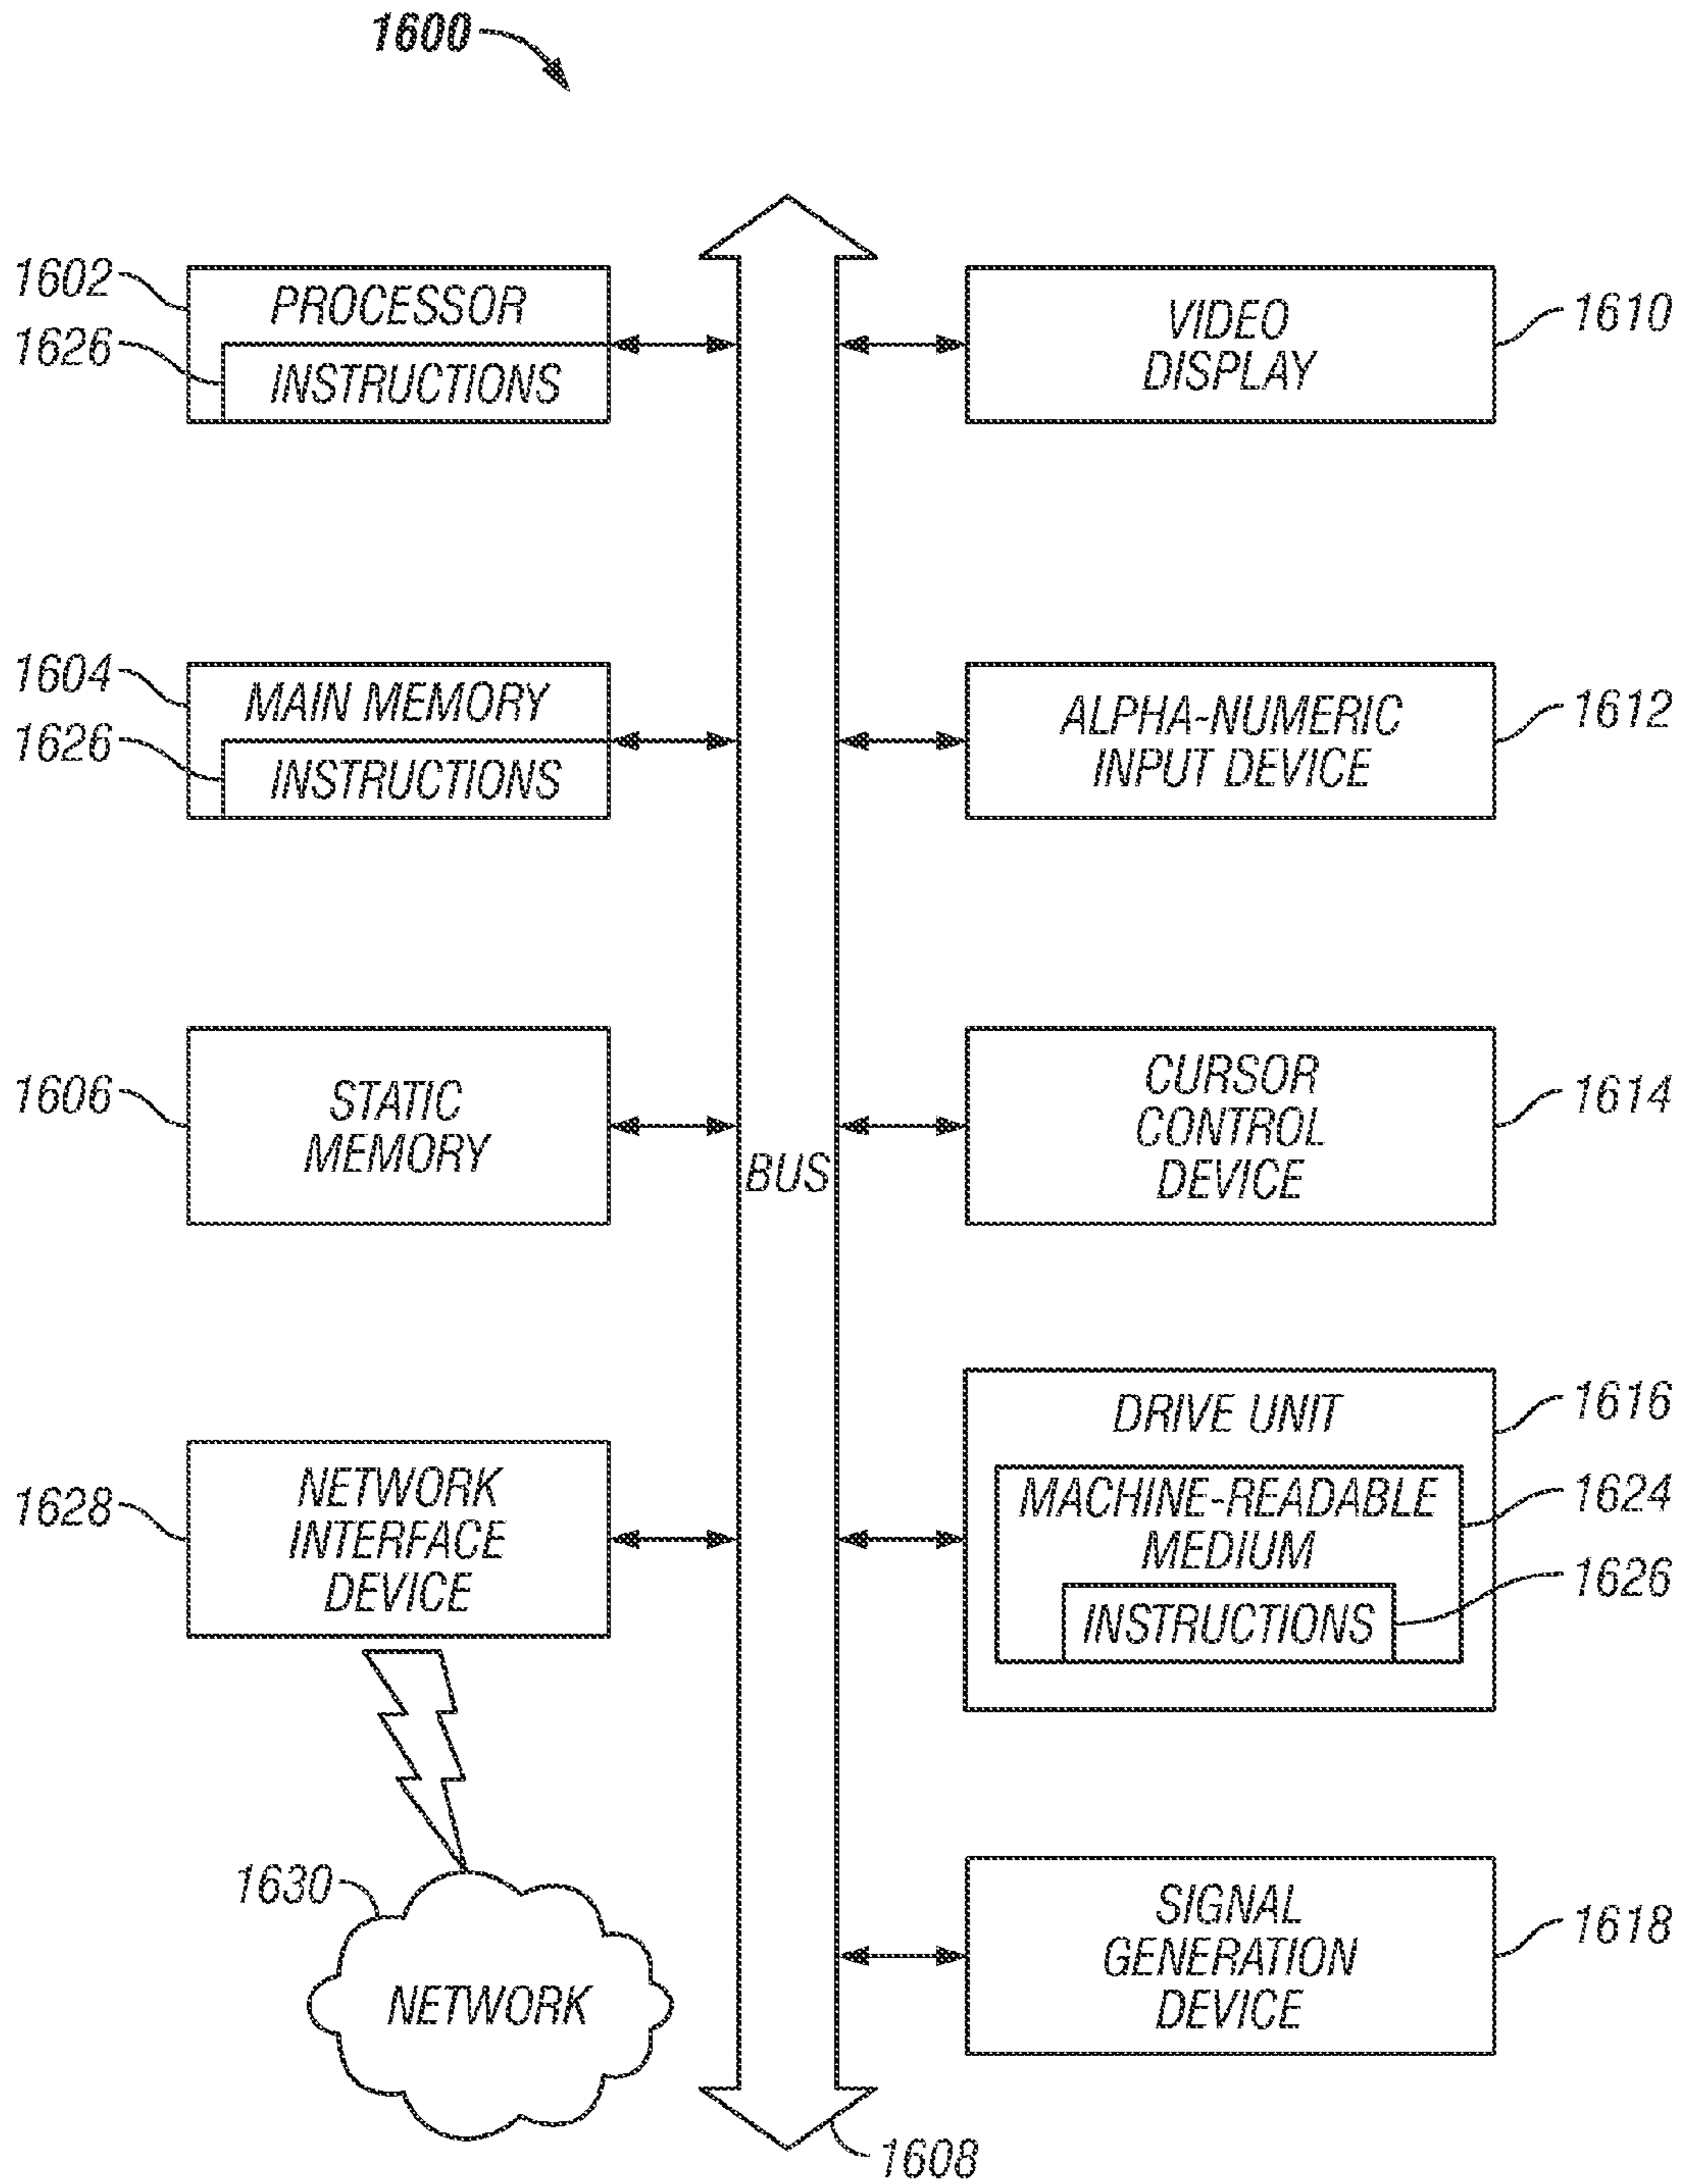 1600
1602
PROCESSOR
1626
INSTRUCTIONS
VIDEO
DISPLAY
1610
1604
MAIN MEMORY
1626
INSTRUCTIONS
ALPHA-NUMERIC
INPUT DEVICE
1612
1606
STATIC
MEMORY
BUS
CURSOR
CONTROL
DEVICE
1614
1628
NETWORK
INTERFACE
DEVICE
DRIVE UNIT
1616
MACHINE-READABLE
MEDIUM
1624
INSTRUCTIONS
1626
1630
NETWORK
SIGNAL
GENERATION
DEVICE
1618
1608